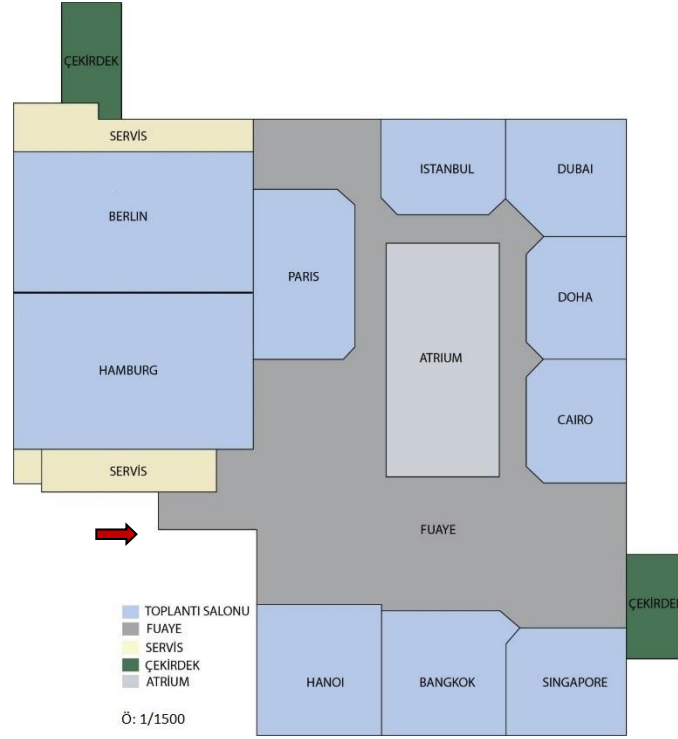 ÇEKİRDEK
SERVİS
ISTANBUL
DUBAI
BERLIN
PARIS
DOHA
ATRIUM
HAMBURG
CAIRO
SERVİS
FUAYE
ÇEKİRDEK
TOPLANTI SALONU
FUAYE
SERVİS
ÇEKİRDEK
ATRİUM
HANOI
BANGKOK
SINGAPORE
Ö: 1/1500